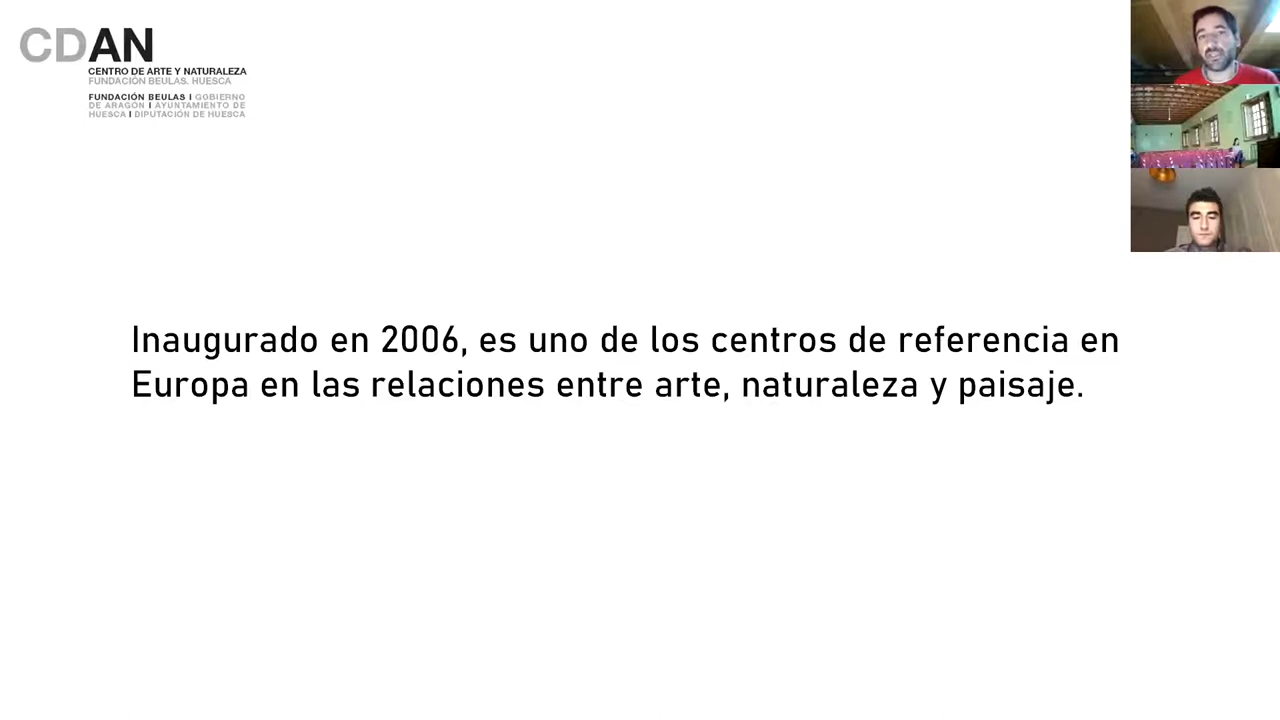 CDAN
CENTRO DE ARTE Y NATURALEZA
FUNDACIÓN BEULAS. HUESCA
FUNDACIÓN BEULAS I GOBIERNO
DE ARAGÓN I AYUNTAMIENTO DE
HUESCA I DIPUTACIÓN DE HUESCA
Inaugurado en 2006, es uno de los centros de referencia en
Europa en las relaciones entre arte, naturaleza y paisaje.